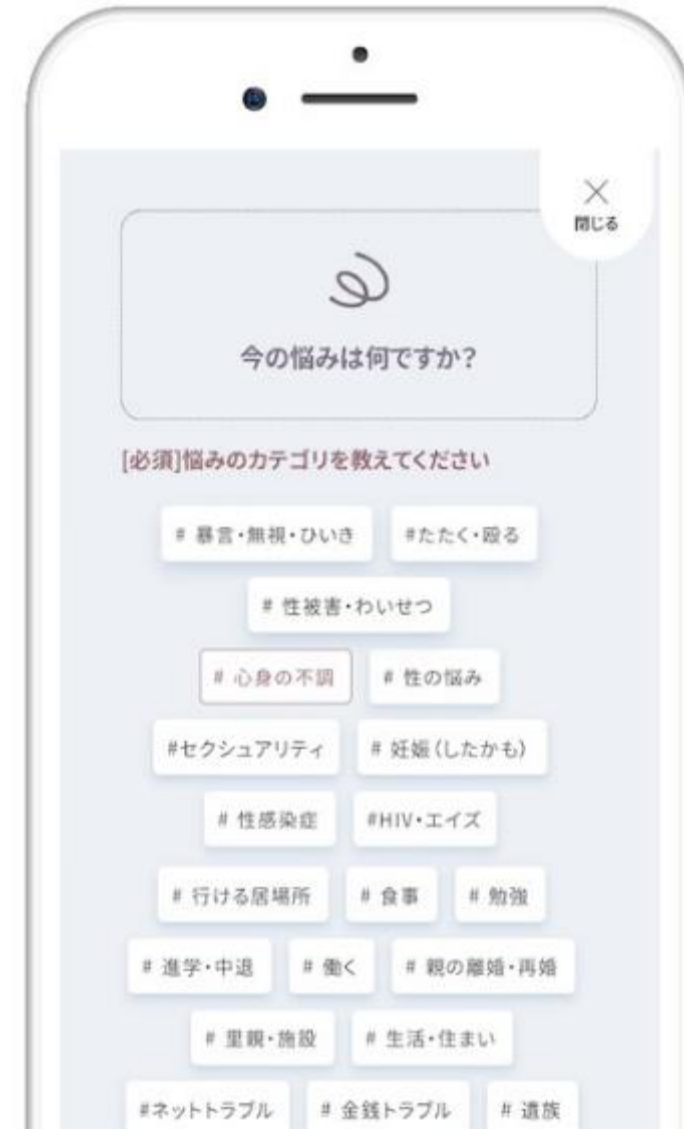 閉じる
今の悩みは何ですか?
[必須]悩みのカテゴリを教えてください
# 暴言・無視・ひいき #たたく・殴る
# 性被害・わいせつ
# 心身の不調 # 性の悩み
#セクシュアリティ # 妊娠(したかも)
# 性感染症 #HIV・エイズ
# 行ける居場所 # 食事 # 勉強
# 進学・中退 # 働く # 親の離婚・再婚
# 里親・施設 # 生活・住まい
#ネットトラブル # 金銭トラブル # 遺族